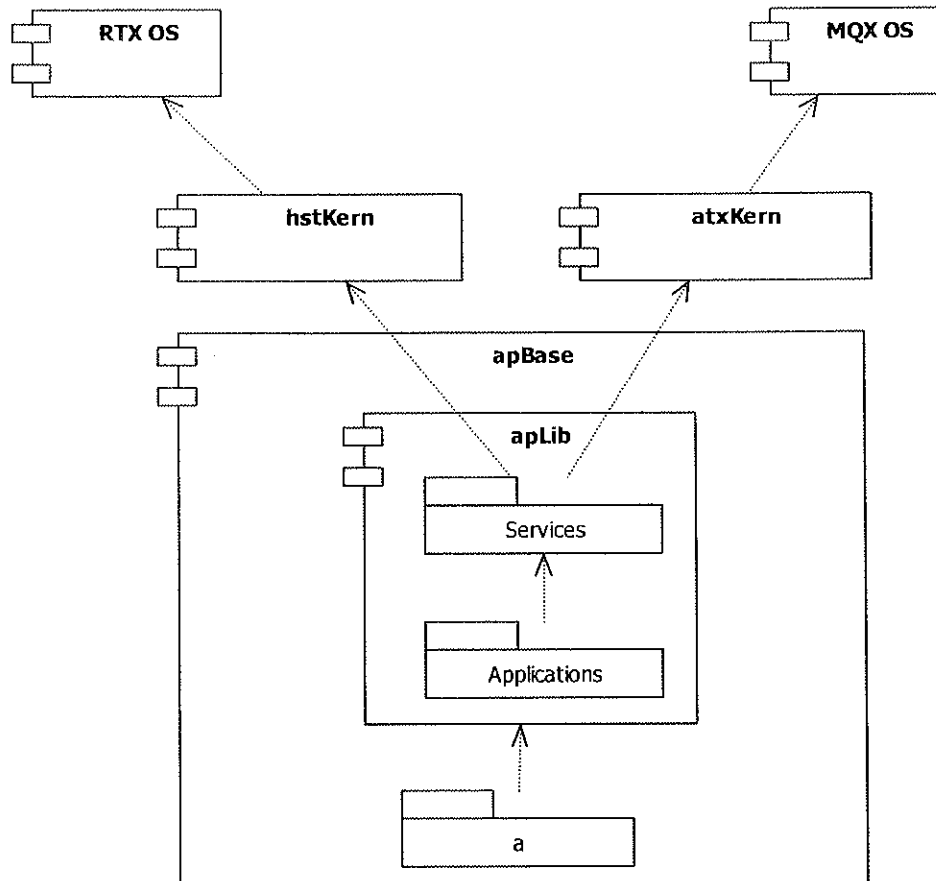 RTX OS
MQX OS
hstKern
atxKern
apBase
apLib
Services
Applications
a